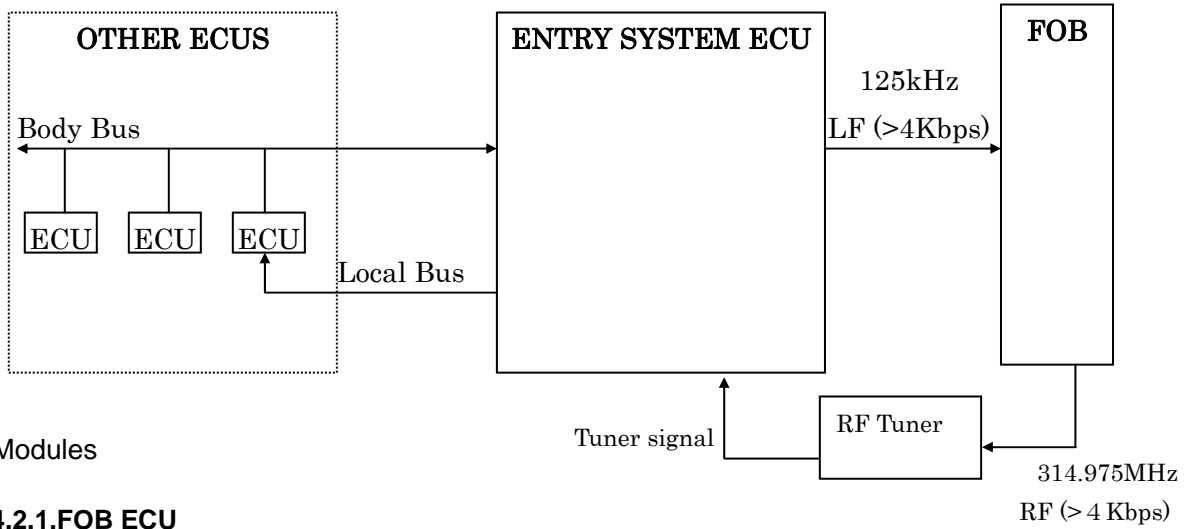 OTHER ECUS
ENTRY SYSTEM ECU
FOB
125kHz
LF (>4Kbps)
Body Bus
ECU
ECU
ECU
Local Bus
Tuner signal
RF Tuner
314.975MHz
RF (> 4 Kbps)
Modules
4.2.1.FOB ECU